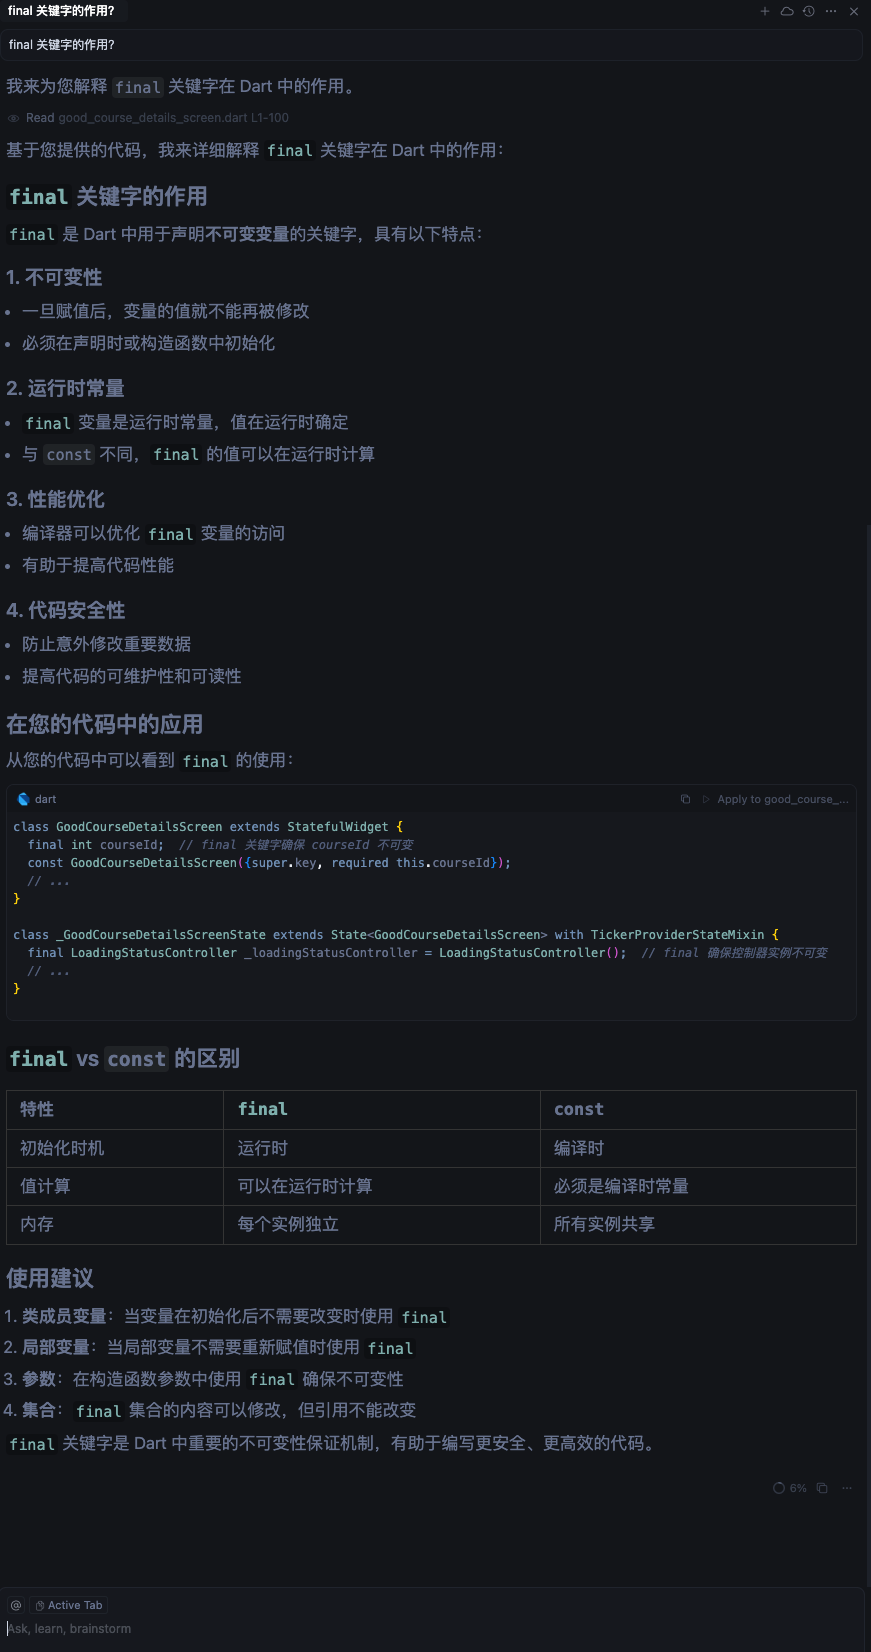 final 关键字的作用?
final 关键字的作用?
我来为您解释 final 关键字在 Dart 中的作用。
Read good_course_details_screen.dart L1-100
基于您提供的代码，我来详细解释 final 关键字在 Dart 中的作用：
final 关键字的作用
final 是 Dart 中用于声明不可变变量的关键字，具有以下特点：
1. 不可变性
• 一旦赋值后，变量的值就不能再被修改
• 必须在声明时或构造函数中初始化
2. 运行时常量
• final 变量是运行时常量，值在运行时确定
• 与 const 不同，final 的值可以在运行时计算
3. 性能优化
• 编译器可以优化 final 变量的访问
• 有助于提高代码性能
4. 代码安全性
• 防止意外修改重要数据
• 提高代码的可维护性和可读性
在您的代码中的应用
从您的代码中可以看到 final 的使用：
dart Apply to good_course_...
class GoodCourseDetailsScreen extends StatefulWidget {
  final int courseId;  // final 关键字确保 courseId 不可变
  const GoodCourseDetailsScreen({super.key, required this.courseId});
  // ...
}
class _GoodCourseDetailsScreenState extends State<GoodCourseDetailsScreen> with TickerProviderStateMixin {
  final LoadingStatusController _loadingStatusController = LoadingStatusController();  // final 确保控制器实例不可变
  // ...
}
final vs const 的区别
特性 final const
初始化时机 运行时 编译时
值计算 可以在运行时计算 必须是编译时常量
内存 每个实例独立 所有实例共享
使用建议
1. 类成员变量：当变量在初始化后不需要改变时使用 final
2. 局部变量：当局部变量不需要重新赋值时使用 final
3. 参数：在构造函数参数中使用 final 确保不可变性
4. 集合：final 集合的内容可以修改，但引用不能改变
final 关键字是 Dart 中重要的不可变性保证机制，有助于编写更安全、更高效的代码。
6%
@ Active Tab
Ask, learn, brainstorm